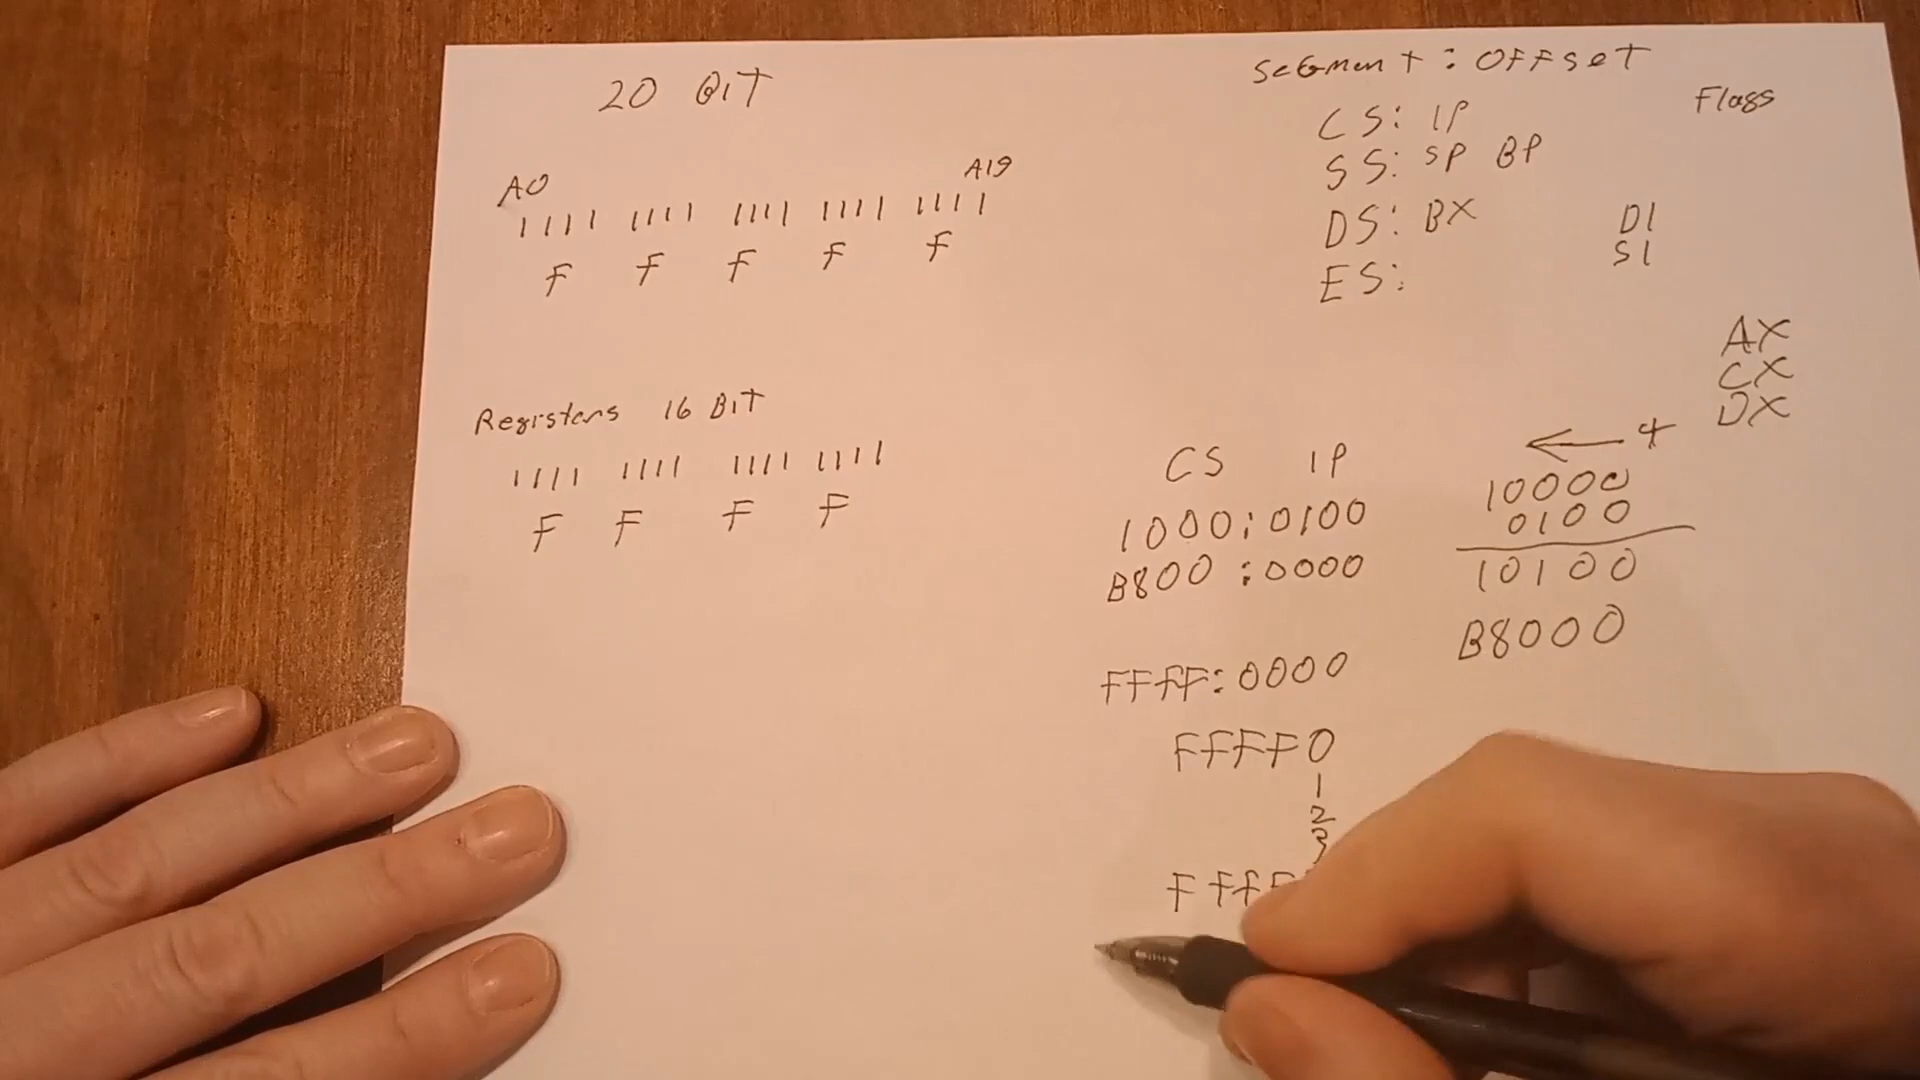 20 BIT
A0 A19
1111 1111 1111 1111 1111
F F F F F
Registers 16 BIT
1111 1111 1111 1111
F F F F
Segment : OFFset
Flags
CS: IP
SS: SP BP
DS: BX
ES:
DI
SI
AX
CX
DX
← 4
CS IP
1000:0100
B800:0000
10000
0100
10100
B8000
FFFF:0000
FFFF0
1
2
3
FFFF